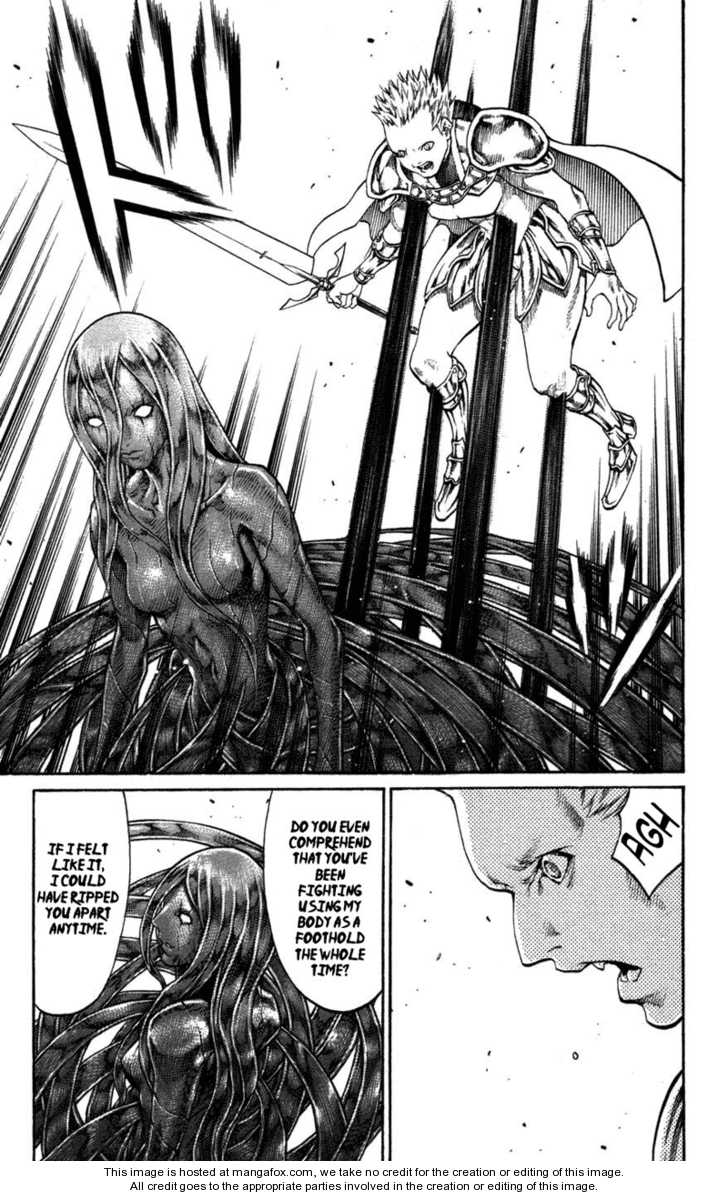 ドドド
AGH
DO YOU EVEN
COMPREHEND
THAT YOU'VE
BEEN
FIGHTING
USING MY
BODY AS A
FOOTHOLD
THE WHOLE
TIME?
IF I FELT
LIKE IT,
I COULD
HAVE RIPPED
YOU APART
ANYTIME.
This image is hosted at mangafox.com, we take no credit for the creation or editing of this image.
All credit goes to the appropriate parties involved in the creation or editing of this image.